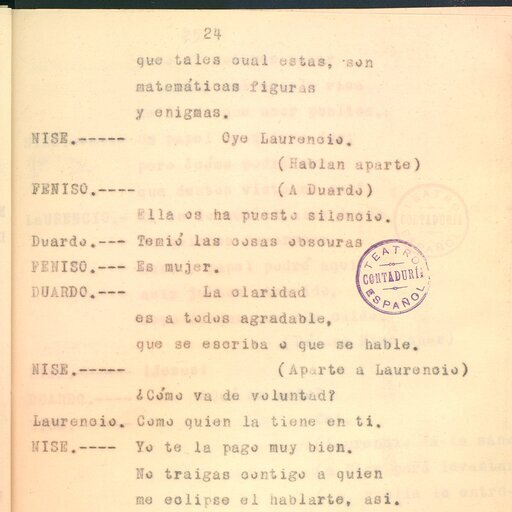 24
que tales cual estas, son
matemáticas figuras
y enigmas.
NISE.----- Oye Laurencio.
(Hablan aparte)
FENISO.---- (A Duardo)
Ella os ha puesto silencio.
Duardo.--- Temió las cosas obscuras
FENISO.--- Es mujer.
DUARDO.--- La claridad
es a todos agradable,
que se escriba o que se hable.
NISE.----- (Aparte a Laurencio)
¿Cómo va de voluntad?
Laurencio. Como quien la tiene en ti.
NISE.---- Yo te la pago muy bien.
No traigas contigo a quien
me eclipse el hablarte, asi.
TEATRO
CONTADURÍA
ESPAÑOL